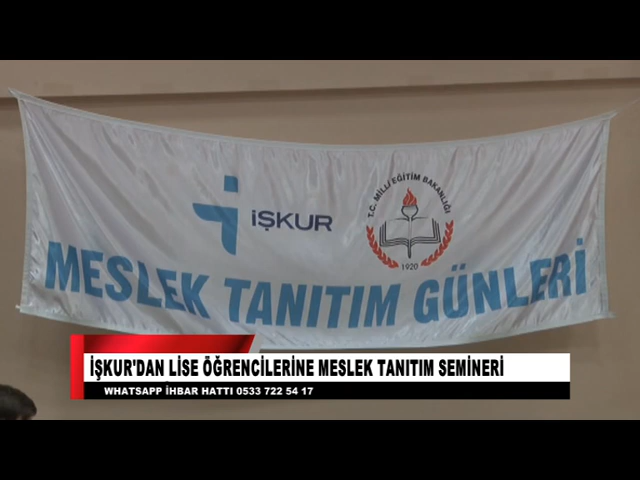 İŞKUR
T.C. MİLLİ EĞİTİM BAKANLIĞI
1920
MESLEK TANITIM GÜNLERİ
İŞKUR'DAN LİSE ÖĞRENCİLERİNE MESLEK TANITIM SEMİNERİ
WHATSAPP İHBAR HATTI 0533 722 54 17